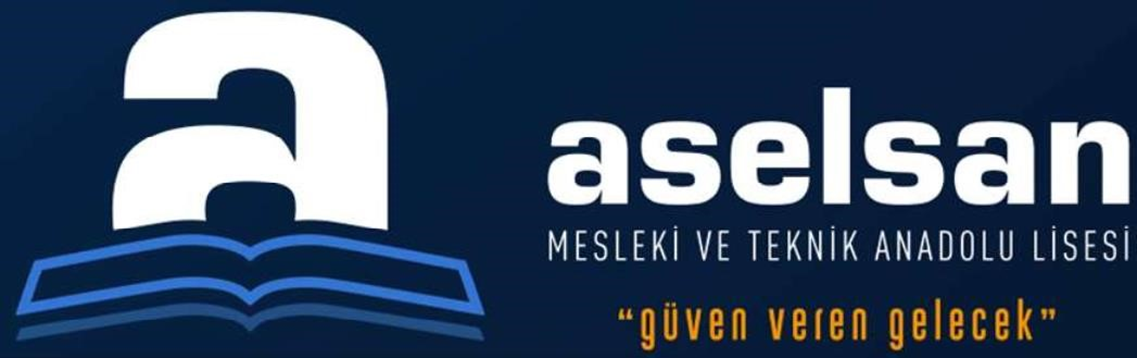 a
aselsan
MESLEKİ VE TEKNİK ANADOLU LİSESİ
“güven veren gelecek”